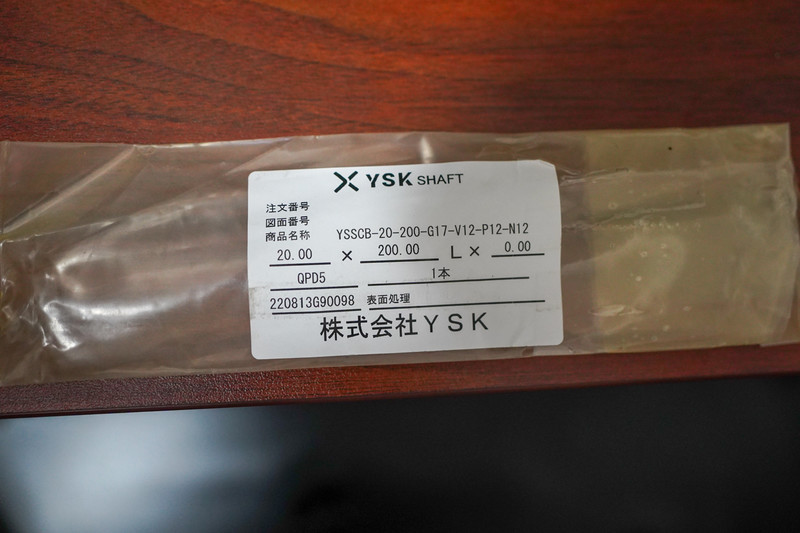 YSK SHAFT
注文番号
図面番号
商品名称 YSSCB-20-200-G17-V12-P12-N12
20.00 × 200.00 L × 0.00
QPD5 1本
220813G90098 表面処理
株式会社YSK